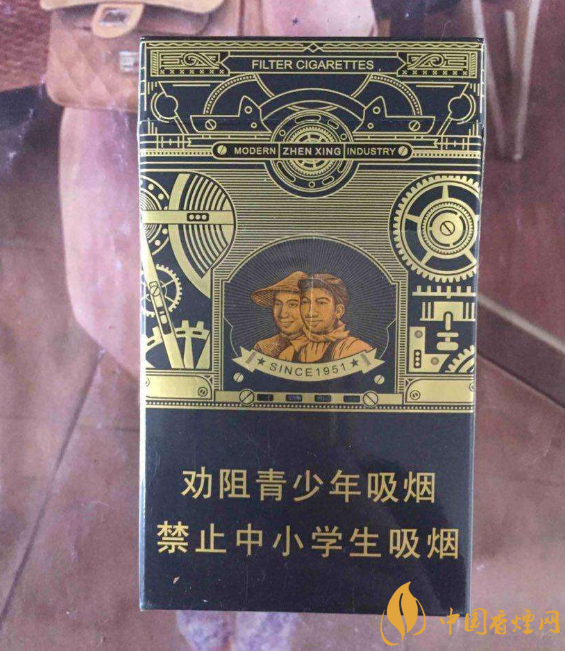 FILTER CIGARETTES
MODERN ZHEN XING INDUSTRY
★ SINCE1951 ★
劝阻青少年吸烟
禁止中小学生吸烟
中国香烟网